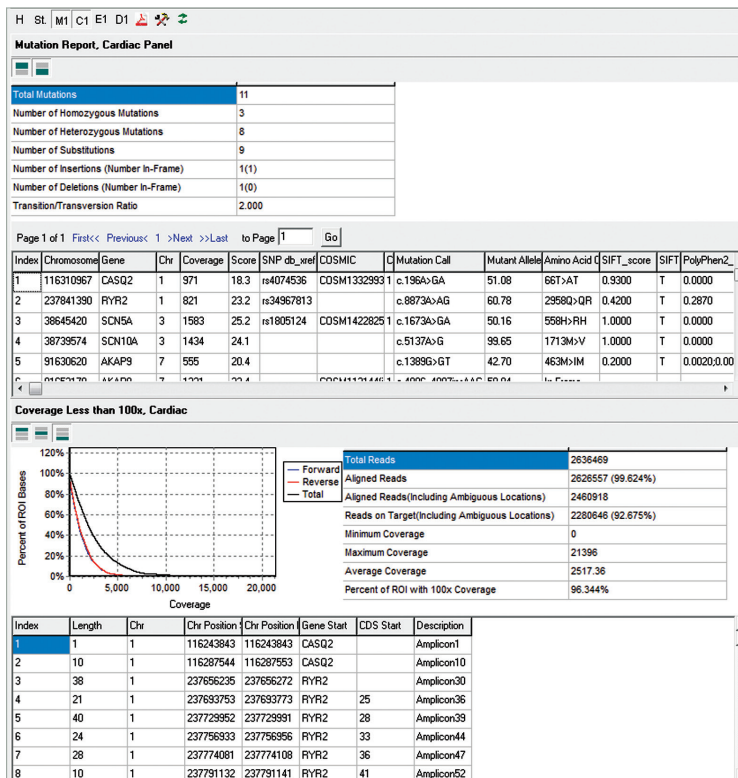 H St. M1 C1 E1 D1
Mutation Report, Cardiac Panel
Total Mutations 11
Number of Homozygous Mutations 3
Number of Heterozygous Mutations 8
Number of Substitutions 9
Number of Insertions (Number In-Frame) 1(1)
Number of Deletions (Number In-Frame) 1(0)
Transition/Transversion Ratio 2.000
Page 1 of 1 First<< Previous< 1 >Next >>Last to Page 1 Go
Index Chromosome Gene Chr Coverage Score SNP db_xref COSMIC C Mutation Call Mutant Allele Amino Acid C SIFT_score SIFT PolyPhen2_
1 116310967 CASQ2 1 971 18.3 rs4074536 COSM1332993 1 c.196A>GA 51.08 66T>AT 0.9300 T 0.0000
2 237841390 RYR2 1 821 23.2 rs34967813 c.8873A>AG 60.78 2958Q>QR 0.4200 T 0.2870
3 38645420 SCN5A 3 1583 25.2 rs1805124 COSM1422825 1 c.1673A>GA 50.16 558H>RH 1.0000 T 0.0000
4 38739574 SCN10A 3 1434 24.1 c.5137A>G 99.65 1713M>V 1.0000 T 0.0000
5 91630620 AKAP9 7 555 20.4 c.1389G>GT 42.70 463M>IM 0.2000 T 0.0020;0.00
Coverage Less than 100x, Cardiac
Percent of ROI Bases
120%
100%
80%
60%
40%
20%
0%
0 5,000 10,000 15,000 20,000
Coverage
Forward
Reverse
Total
Total Reads 2636469
Aligned Reads 2626557 (99.624%)
Aligned Reads(Including Ambiguous Locations) 2460918
Reads on Target(Including Ambiguous Locations) 2280646 (92.675%)
Minimum Coverage 0
Maximum Coverage 21396
Average Coverage 2517.36
Percent of ROI with 100x Coverage 96.344%
Index Length Chr Chr Position Chr Position Gene Start CDS Start Description
1 1 1 116243843 116243843 CASQ2 Amplicon1
2 10 1 116287544 116287553 CASQ2 Amplicon10
3 38 1 237656235 237656272 RYR2 Amplicon30
4 21 1 237693753 237693773 RYR2 25 Amplicon36
5 40 1 237729952 237729991 RYR2 28 Amplicon39
6 24 1 237756933 237756956 RYR2 33 Amplicon44
7 28 1 237774081 237774108 RYR2 36 Amplicon47
8 10 1 237791132 237791141 RYR2 41 Amplicon52